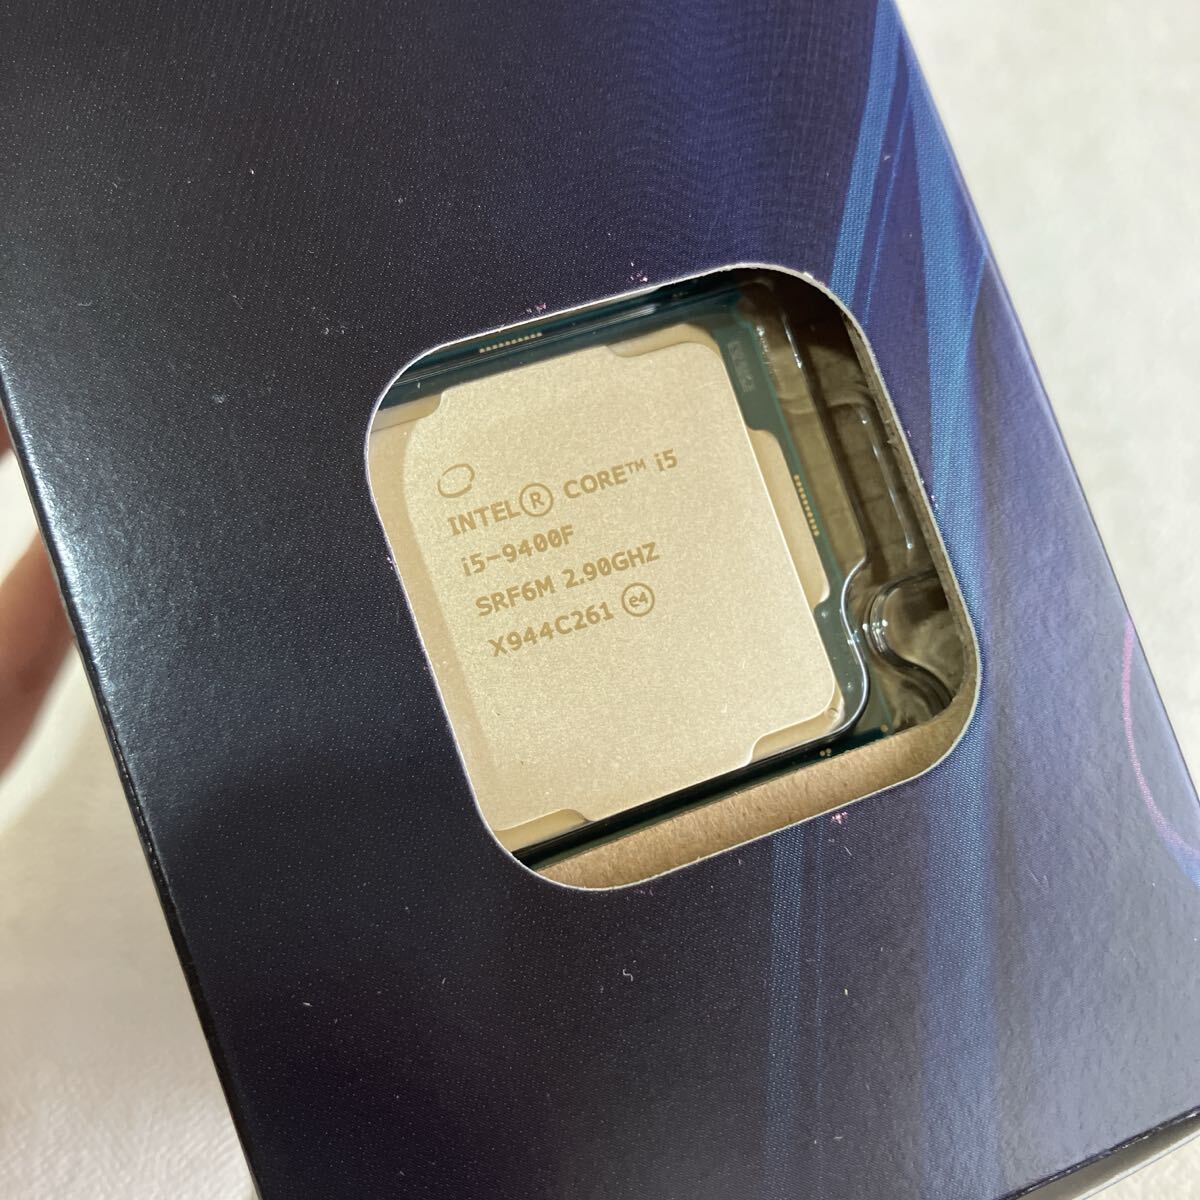 INTEL® CORE™ i5
i5-9400F
SRF6M 2.90GHZ
X944C261 e4